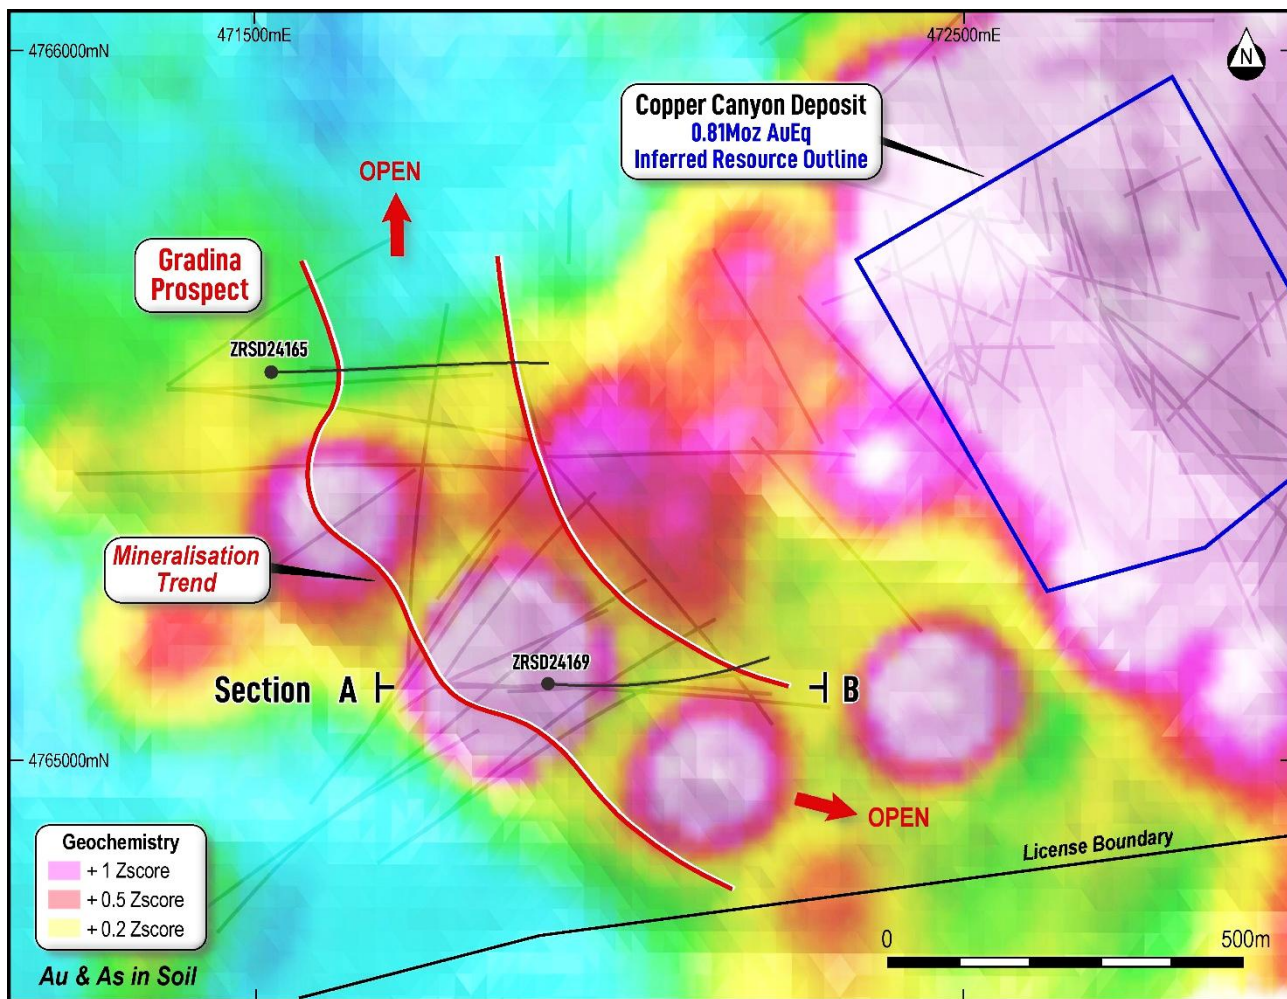 471500mE
472500mE
4766000mN
N
Copper Canyon Deposit
0.81Moz AuEq
Inferred Resource Outline
OPEN
Gradina
Prospect
ZRSD24165
Mineralisation
Trend
ZRSD24169
Section A
B
4765000mN
OPEN
License Boundary
Geochemistry
+ 1 Zscore
+ 0.5 Zscore
+ 0.2 Zscore
Au & As in Soil
0
500m